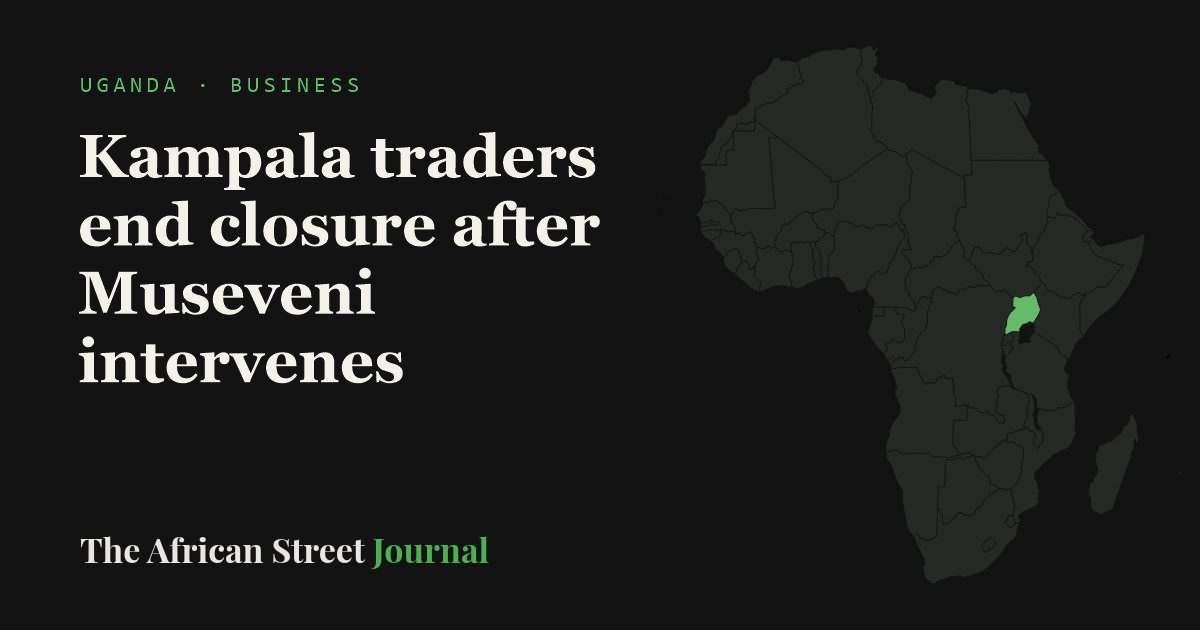 UGANDA · BUSINESS
Kampala traders
end closure after
Museveni
intervenes
The African Street Journal